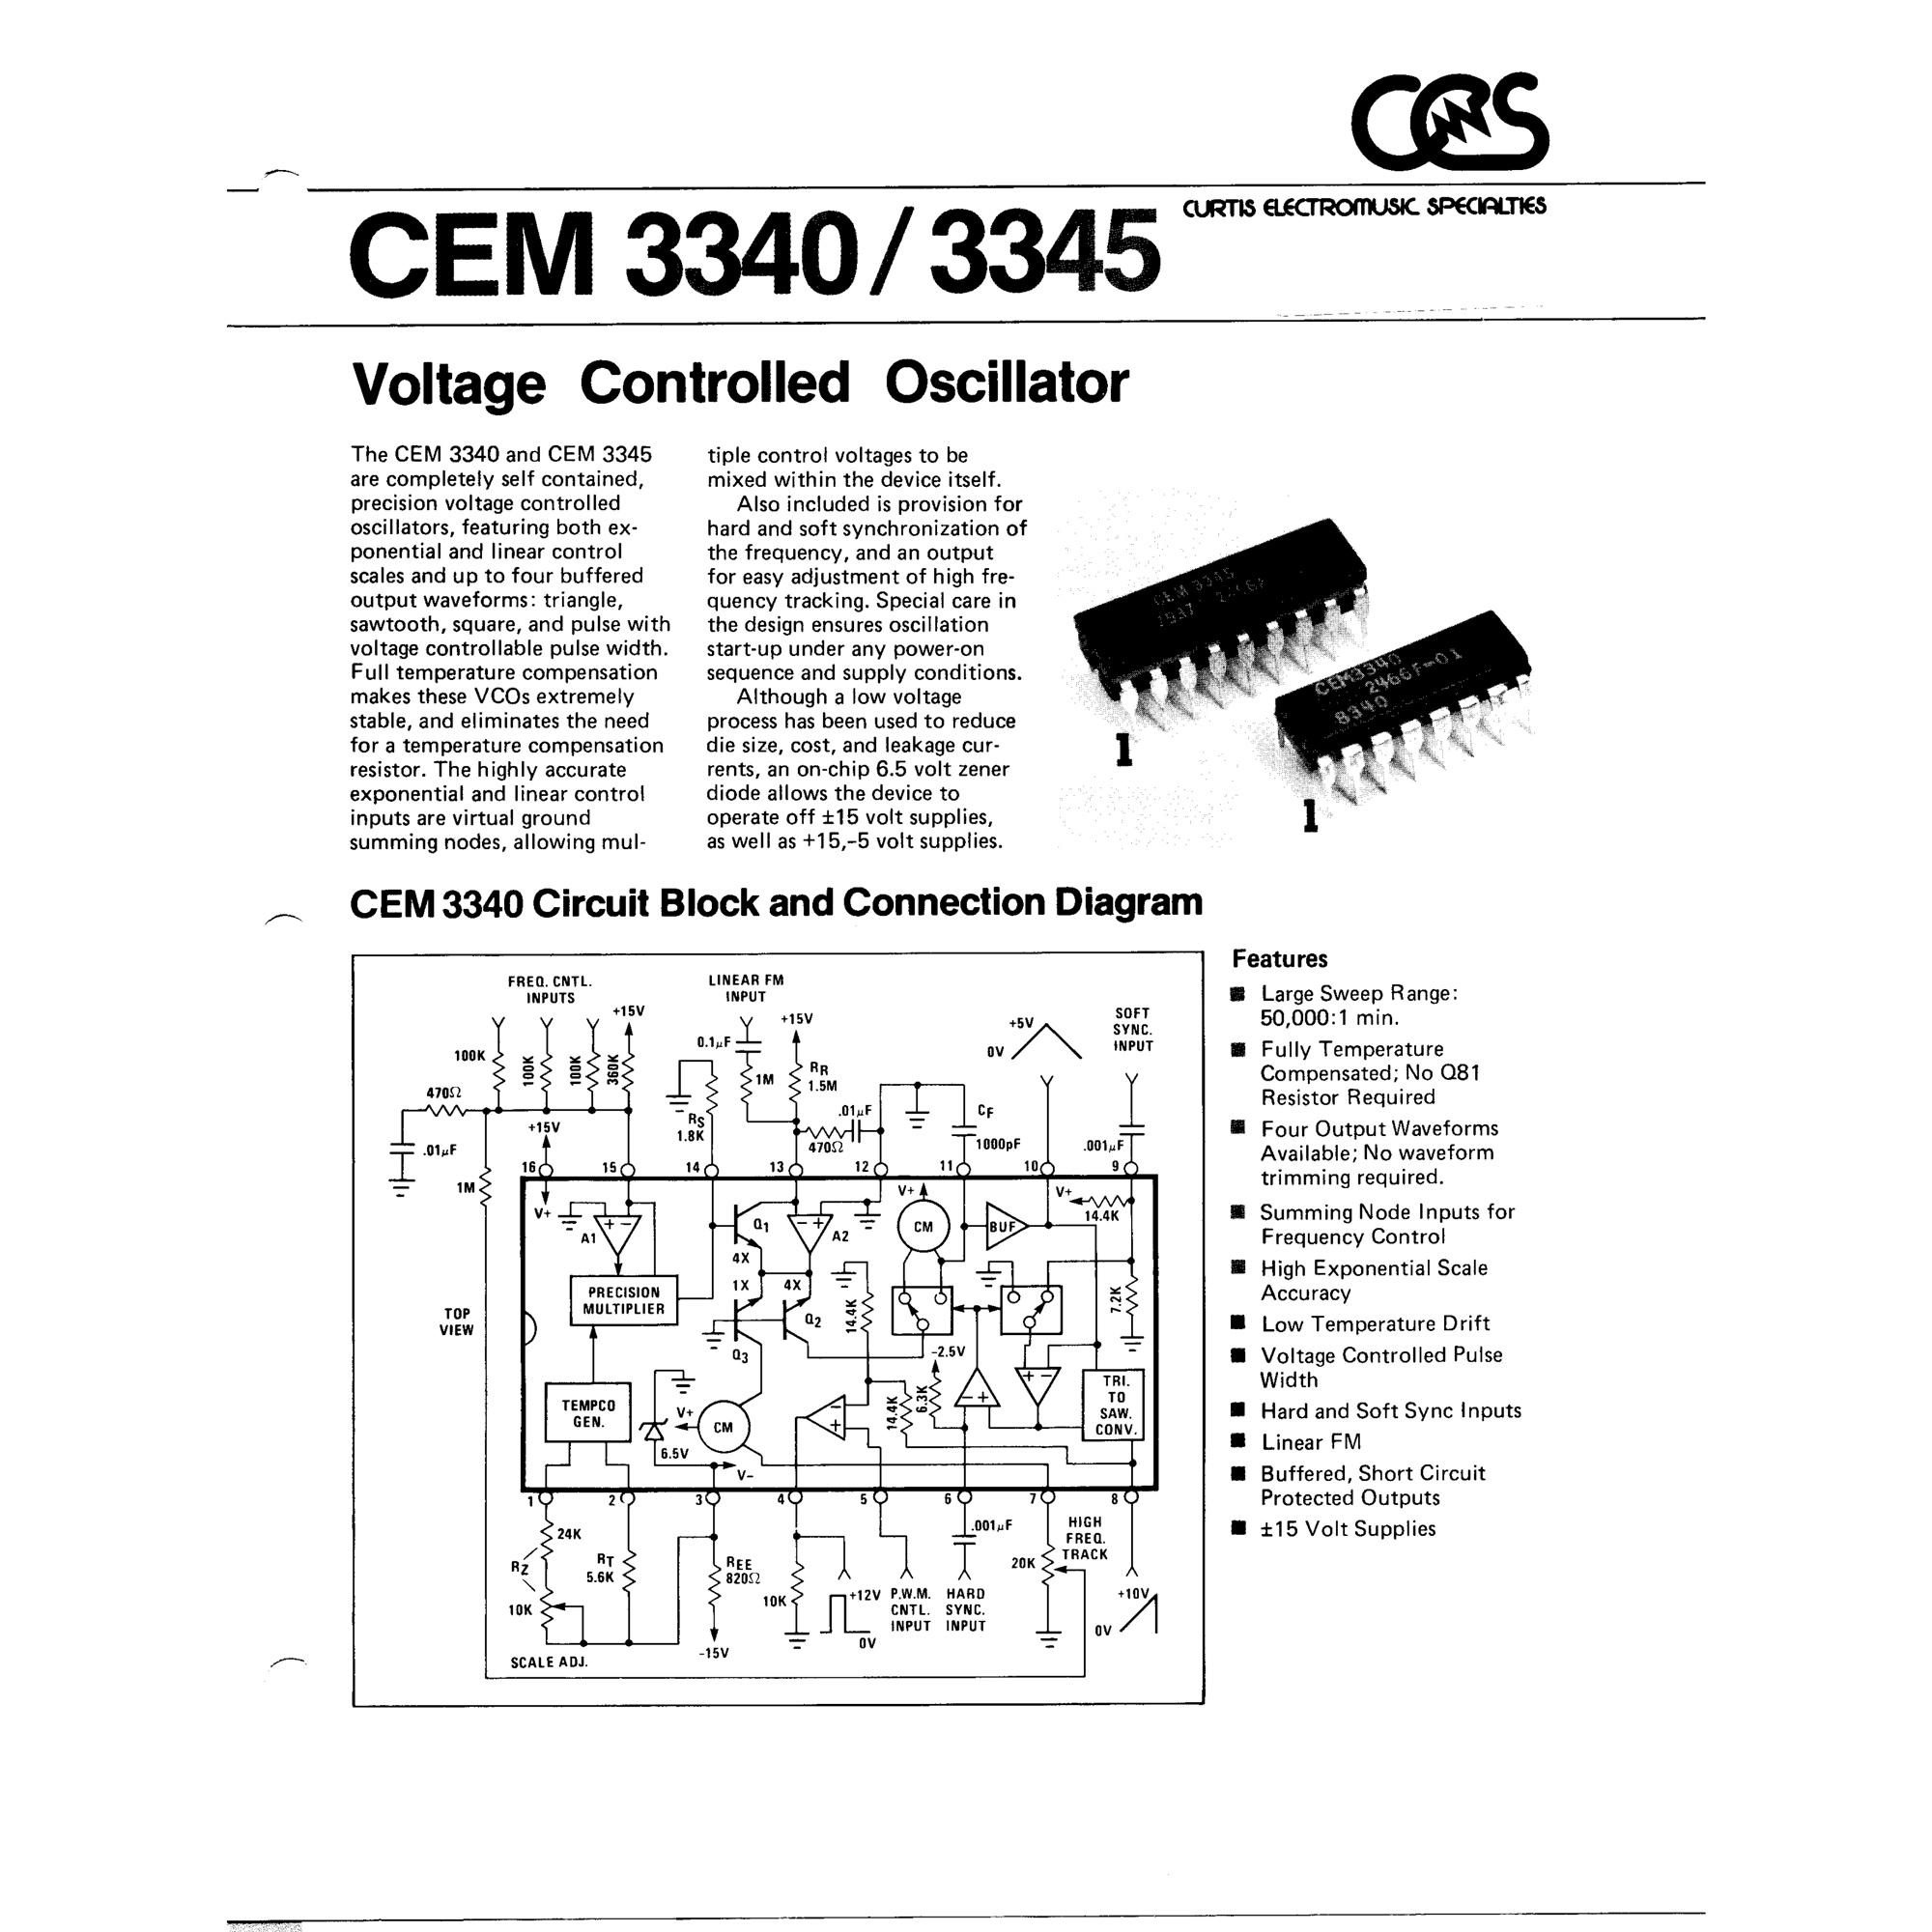 CES
CURTIS ELECTROMUSIC SPECIALTIES
CEM 3340/3345
Voltage Controlled Oscillator
The CEM 3340 and CEM 3345
are completely self contained,
precision voltage controlled
oscillators, featuring both ex-
ponential and linear control
scales and up to four buffered
output waveforms: triangle,
sawtooth, square, and pulse with
voltage controllable pulse width.
Full temperature compensation
makes these VCOs extremely
stable, and eliminates the need
for a temperature compensation
resistor. The highly accurate
exponential and linear control
inputs are virtual ground
summing nodes, allowing mul-
tiple control voltages to be
mixed within the device itself.
Also included is provision for
hard and soft synchronization of
the frequency, and an output
for easy adjustment of high fre-
quency tracking. Special care in
the design ensures oscillation
start-up under any power-on
sequence and supply conditions.
Although a low voltage
process has been used to reduce
die size, cost, and leakage cur-
rents, an on-chip 6.5 volt zener
diode allows the device to
operate off ±15 volt supplies,
as well as +15,-5 volt supplies.
CEM 3345
1
CEM3340
2466F-01
8340
1
CEM 3340 Circuit Block and Connection Diagram
FREQ. CNTL.
INPUTS
+15V
LINEAR FM
INPUT
+15V
+5V
0V
SOFT
SYNC.
INPUT
100K
100K
100K
360K
0.1µF
1M
RR
1.5M
470Ω
.01µF
RS
1.8K
.01µF
470Ω
CF
1000pF
.001µF
+15V
1M
16
15
14
13
12
11
10
9
V+
+ -
A1
Q1
4X
- +
A2
V+
CM
BUF
V+
14.4K
PRECISION
MULTIPLIER
1X
4X
Q2
Q3
14.4K
7.2K
TOP
VIEW
-2.5V
6.3K
14.4K
- +
+ -
TRI.
TO
SAW.
CONV.
TEMPCO
GEN.
V+
CM
6.5V
V-
-
+
1
2
3
4
5
6
7
8
24K
RZ
10K
RT
5.6K
REE
820Ω
-15V
10K
+12V
0V
P.W.M.
CNTL.
INPUT
HARD
SYNC.
INPUT
.001µF
20K
HIGH
FREQ.
TRACK
+10V
0V
SCALE ADJ.
Features
■ Large Sweep Range:
50,000:1 min.
■ Fully Temperature
Compensated; No Q81
Resistor Required
■ Four Output Waveforms
Available; No waveform
trimming required.
■ Summing Node Inputs for
Frequency Control
■ High Exponential Scale
Accuracy
■ Low Temperature Drift
■ Voltage Controlled Pulse
Width
■ Hard and Soft Sync Inputs
■ Linear FM
■ Buffered, Short Circuit
Protected Outputs
■ ±15 Volt Supplies